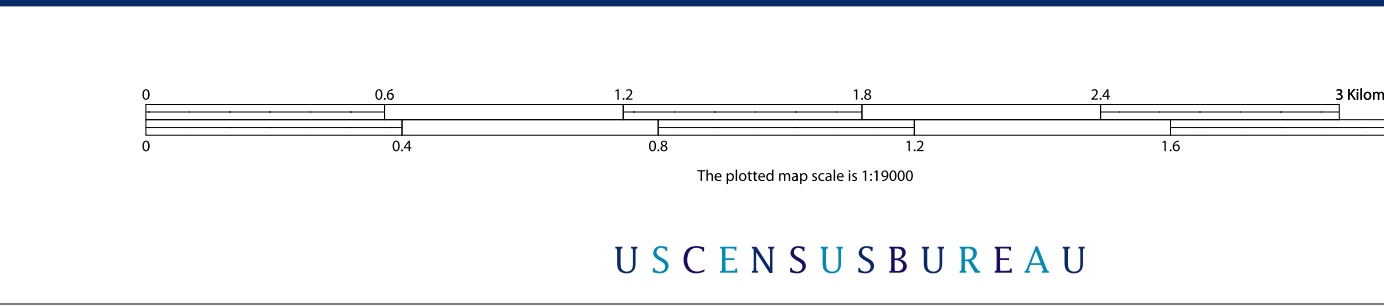 0 0.6 1.2 1.8 2.4 3 Kilom
0 0.4 0.8 1.2 1.6
The plotted map scale is 1:19000
USCENSUSBUREAU